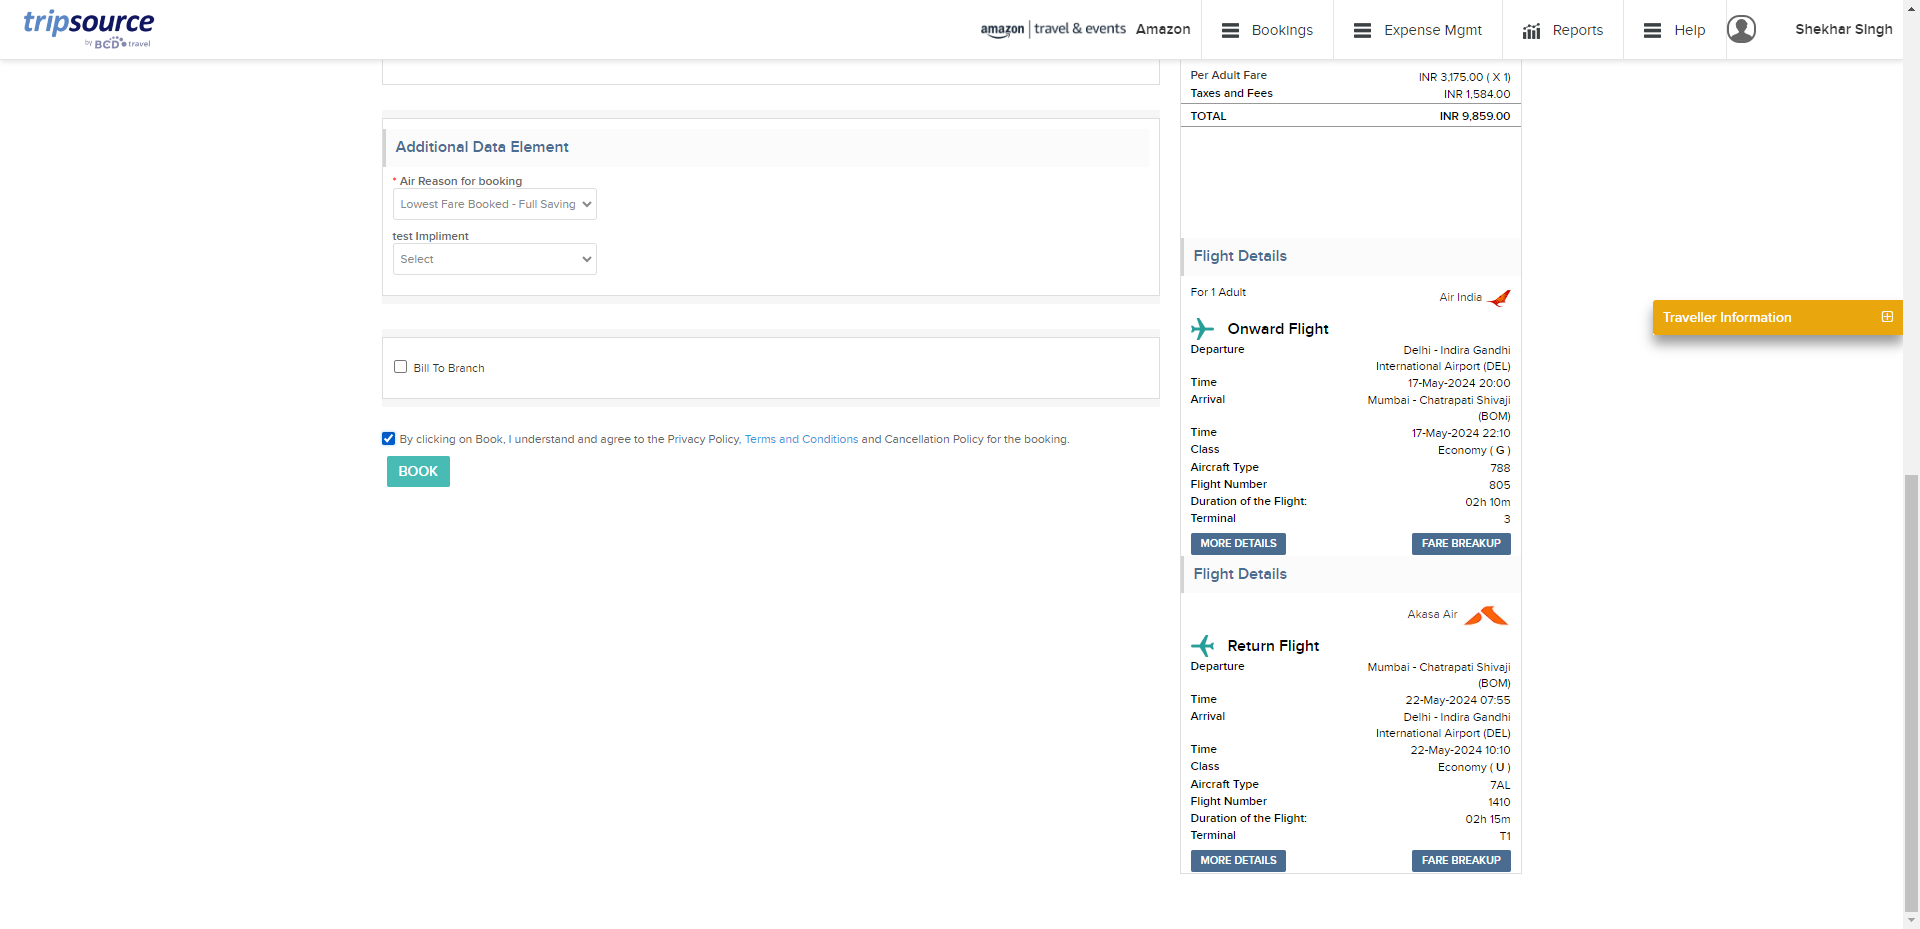 tripsource
by BCD travel
amazon | travel & events Amazon
Bookings
Expense Mgmt
Reports
Help
Shekhar Singh
Per Adult Fare INR 3,175.00 ( X 1)
Taxes and Fees INR 1,584.00
TOTAL INR 9,859.00
Additional Data Element
* Air Reason for booking
Lowest Fare Booked - Full Saving
test Impliment
Select
Bill To Branch
By clicking on Book, I understand and agree to the Privacy Policy, Terms and Conditions and Cancellation Policy for the booking.
BOOK
Flight Details
For 1 Adult Air India
Onward Flight
Departure Delhi - Indira Gandhi
International Airport (DEL)
Time 17-May-2024 20:00
Arrival Mumbai - Chatrapati Shivaji
(BOM)
Time 17-May-2024 22:10
Class Economy ( G )
Aircraft Type 788
Flight Number 805
Duration of the Flight: 02h 10m
Terminal 3
MORE DETAILS FARE BREAKUP
Flight Details
Akasa Air
Return Flight
Departure Mumbai - Chatrapati Shivaji
(BOM)
Time 22-May-2024 07:55
Arrival Delhi - Indira Gandhi
International Airport (DEL)
Time 22-May-2024 10:10
Class Economy ( U )
Aircraft Type 7AL
Flight Number 1410
Duration of the Flight: 02h 15m
Terminal T1
MORE DETAILS FARE BREAKUP
Traveller Information